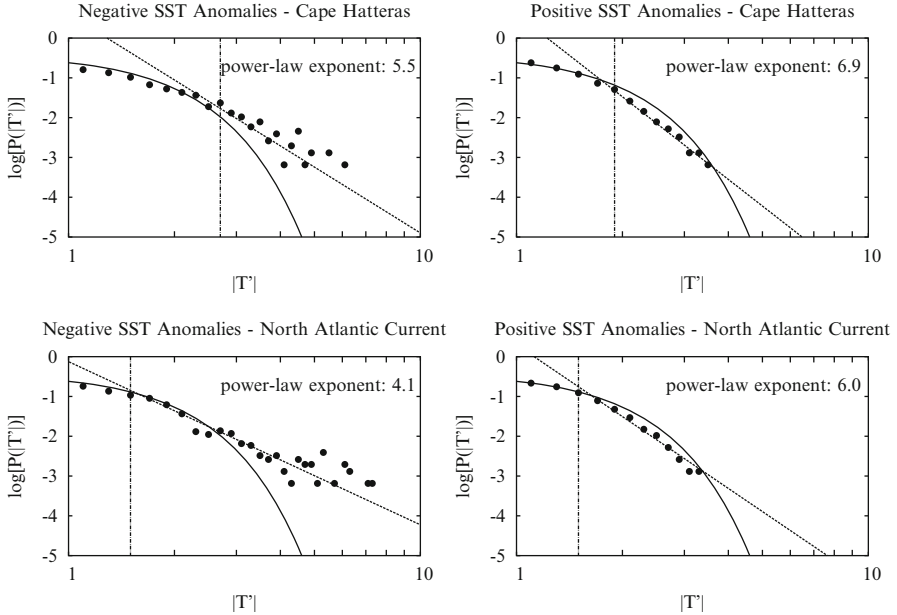 Negative SST Anomalies - Cape Hatteras
0
-1
-2
-3
-4
-5
log[P(|T'|)]
power-law exponent: 5.5
1
10
|T'|
Positive SST Anomalies - Cape Hatteras
0
-1
-2
-3
-4
-5
log[P(|T'|)]
power-law exponent: 6.9
1
10
|T'|
Negative SST Anomalies - North Atlantic Current
0
-1
-2
-3
-4
-5
log[P(|T'|)]
power-law exponent: 4.1
1
10
|T'|
Positive SST Anomalies - North Atlantic Current
0
-1
-2
-3
-4
-5
log[P(|T'|)]
power-law exponent: 6.0
1
10
|T'|